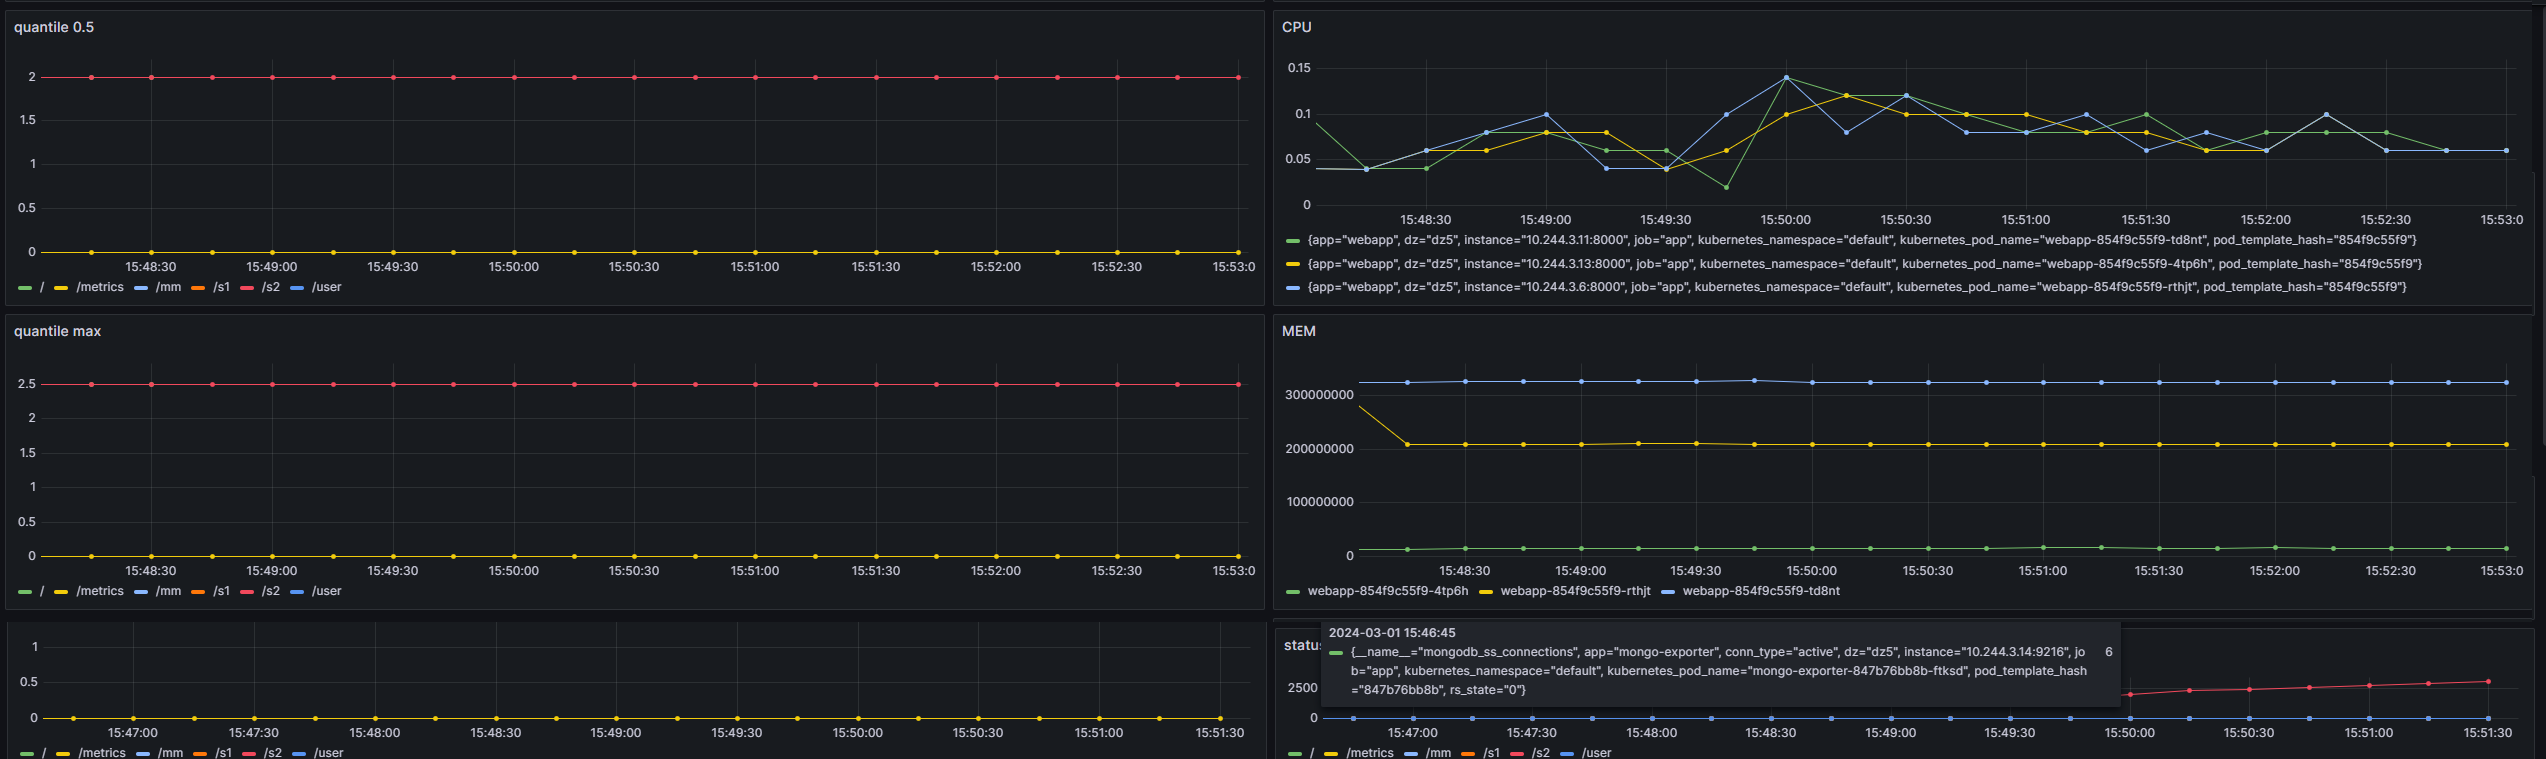 quantile 0.5
2
1.5
1
0.5
0
15:48:30 15:49:00 15:49:30 15:50:00 15:50:30 15:51:00 15:51:30 15:52:00 15:52:30 15:53:0
/ /metrics /mm /s1 /s2 /user
CPU
0.15
0.1
0.05
0
15:48:30 15:49:00 15:49:30 15:50:00 15:50:30 15:51:00 15:51:30 15:52:00 15:52:30 15:53:0
{app="webapp", dz="dz5", instance="10.244.3.11:8000", job="app", kubernetes_namespace="default", kubernetes_pod_name="webapp-854f9c55f9-td8nt", pod_template_hash="854f9c55f9"}
{app="webapp", dz="dz5", instance="10.244.3.13:8000", job="app", kubernetes_namespace="default", kubernetes_pod_name="webapp-854f9c55f9-4tp6h", pod_template_hash="854f9c55f9"}
{app="webapp", dz="dz5", instance="10.244.3.6:8000", job="app", kubernetes_namespace="default", kubernetes_pod_name="webapp-854f9c55f9-rthjt", pod_template_hash="854f9c55f9"}
quantile max
2.5
2
1.5
1
0.5
0
15:48:30 15:49:00 15:49:30 15:50:00 15:50:30 15:51:00 15:51:30 15:52:00 15:52:30 15:53:0
/ /metrics /mm /s1 /s2 /user
MEM
300000000
200000000
100000000
0
15:48:30 15:49:00 15:49:30 15:50:00 15:50:30 15:51:00 15:51:30 15:52:00 15:52:30 15:53:0
webapp-854f9c55f9-4tp6h webapp-854f9c55f9-rthjt webapp-854f9c55f9-td8nt
1
0.5
0
15:47:00 15:47:30 15:48:00 15:48:30 15:49:00 15:49:30 15:50:00 15:50:30 15:51:00 15:51:30
/ /metrics /mm /s1 /s2 /user
status
2024-03-01 15:46:45
{__name__="mongodb_ss_connections", app="mongo-exporter", conn_type="active", dz="dz5", instance="10.244.3.14:9216", jo 6
b="app", kubernetes_namespace="default", kubernetes_pod_name="mongo-exporter-847b76bb8b-ftksd", pod_template_hash
="847b76bb8b", rs_state="0"}
2500
0
15:47:00 15:47:30 15:48:00 15:48:30 15:49:00 15:49:30 15:50:00 15:50:30 15:51:00 15:51:30
/ /metrics /mm /s1 /s2 /user